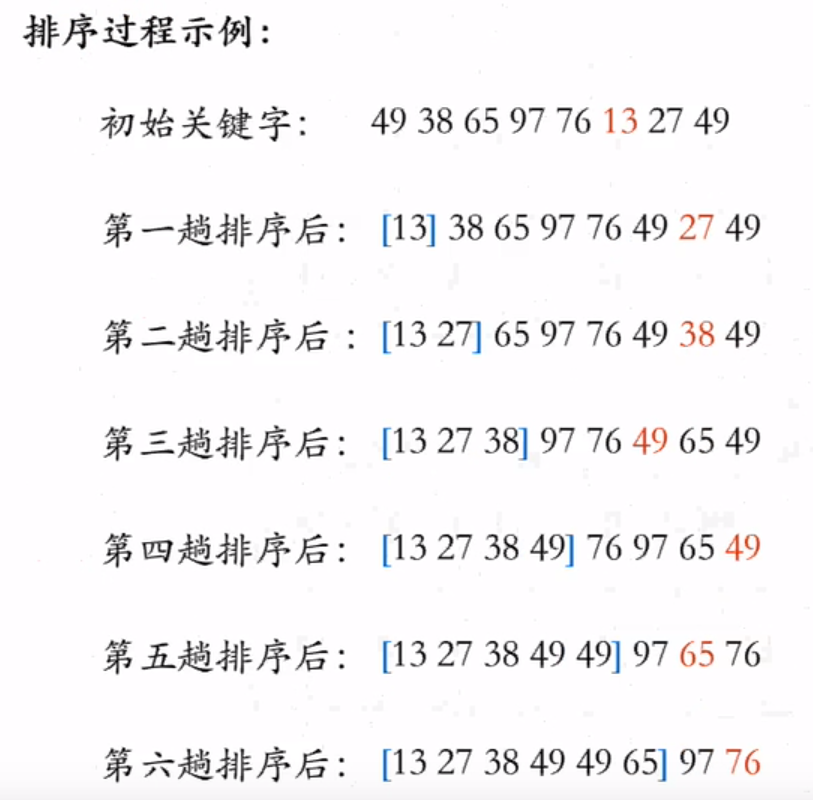 排序过程示例:
初始关键字: 49 38 65 97 76 13 27 49
第一趟排序后: [13] 38 65 97 76 49 27 49
第二趟排序后 : [13 27] 65 97 76 49 38 49
第三趟排序后: [13 27 38] 97 76 49 65 49
第四趟排序后: [13 27 38 49] 76 97 65 49
第五趟排序后: [13 27 38 49 49] 97 65 76
第六趟排序后: [13 27 38 49 49 65] 97 76